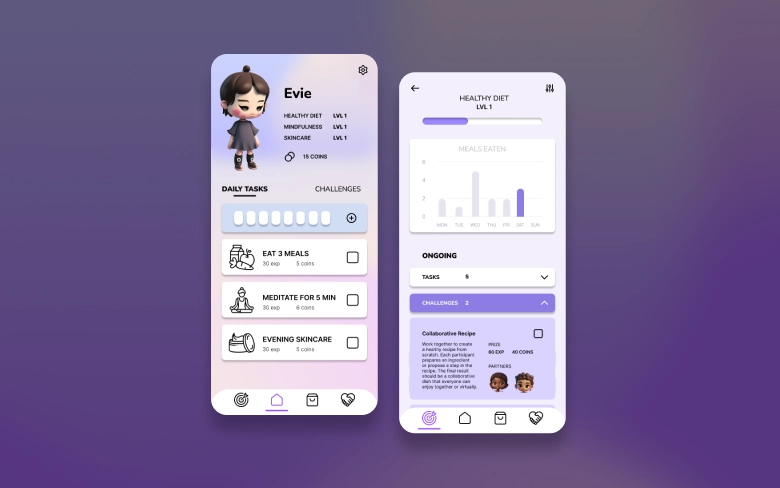 Evie
HEALTHY DIET LVL 1
MINDFULNESS LVL 1
SKINCARE LVL 1
15 COINS
DAILY TASKS CHALLENGES
EAT 3 MEALS
30 exp 5 coins
MEDITATE FOR 5 MIN
30 exp 6 coins
EVENING SKINCARE
30 exp 5 coins
HEALTHY DIET
LVL 1
MEALS EATEN
6
4
2
0
MON TUE WED THU FRI SAT SUN
ONGOING
TASKS 5
CHALLENGES 2
Collaborative Recipe
Work together to create
a healthy recipe from
scratch. Each participant
prepares an ingredient
or propose a step in the
recipe. The final result
should be a collaborative
dish that everyone can
enjoy together or virtually.
PRIZE
60 EXP 40 COINS
PARTNERS